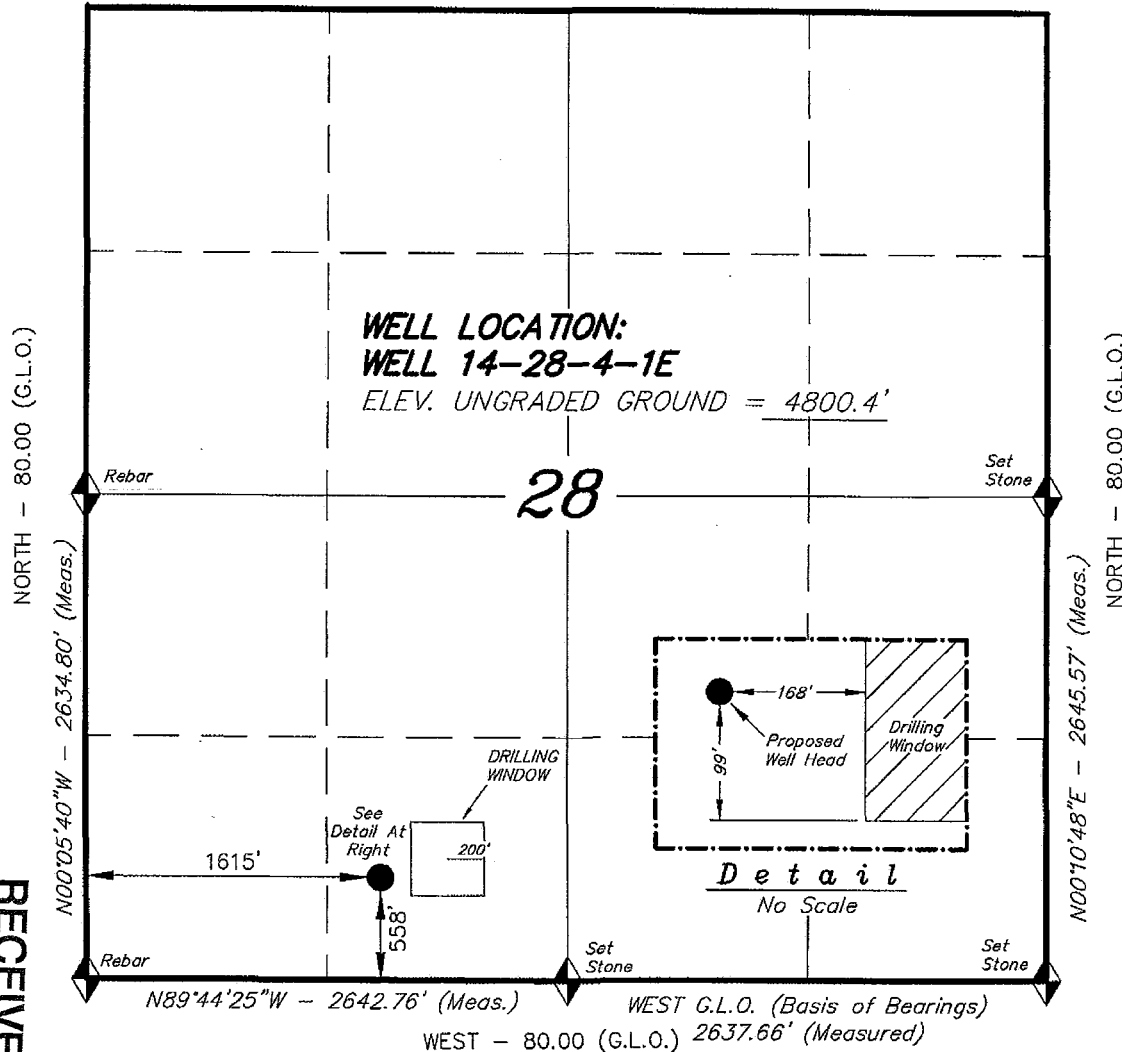 WELL LOCATION:
WELL 14-28-4-1E
ELEV. UNGRADED GROUND = 4800.4'
NORTH - 80.00 (G.L.O.)
NORTH - 80.00 (G.L.O.)
Rebar
28
Set
Stone
N00°05'40"W - 2634.80' (Meas.)
N00°10'48"E - 2645.57' (Meas.)
168'
99'
Proposed
Well Head
Drilling
Window
Detail
No Scale
DRILLING
WINDOW
See
Detail At
Right
200'
1615'
558'
RECEIVE
Rebar
Set
Stone
Set
Stone
N89°44'25"W - 2642.76' (Meas.)
WEST G.L.O. (Basis of Bearings)
2637.66' (Measured)
WEST - 80.00 (G.L.O.)